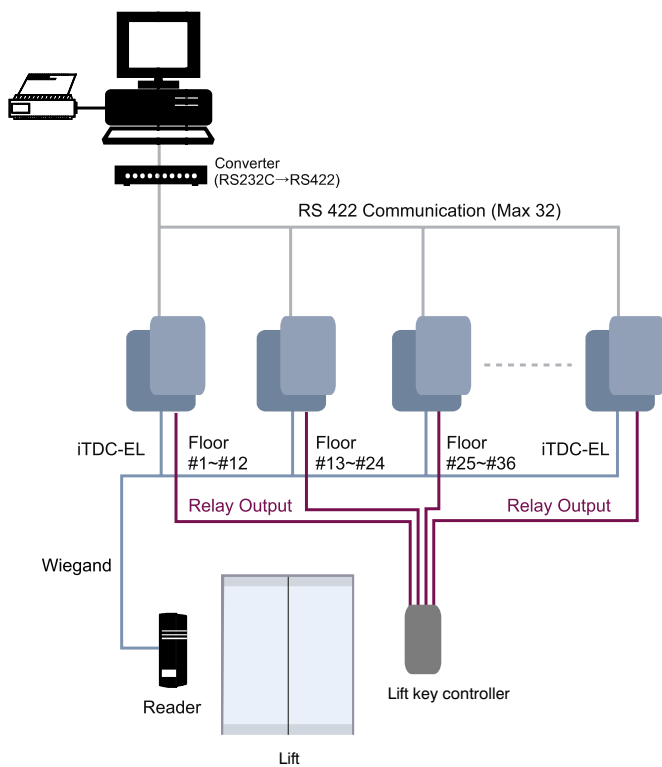 Converter
(RS232C→RS422)
RS 422 Communication (Max 32)
iTDC-EL
Floor
#1~#12
Floor
#13~#24
Floor
#25~#36
iTDC-EL
Relay Output
Relay Output
Wiegand
Reader
Lift key controller
Lift